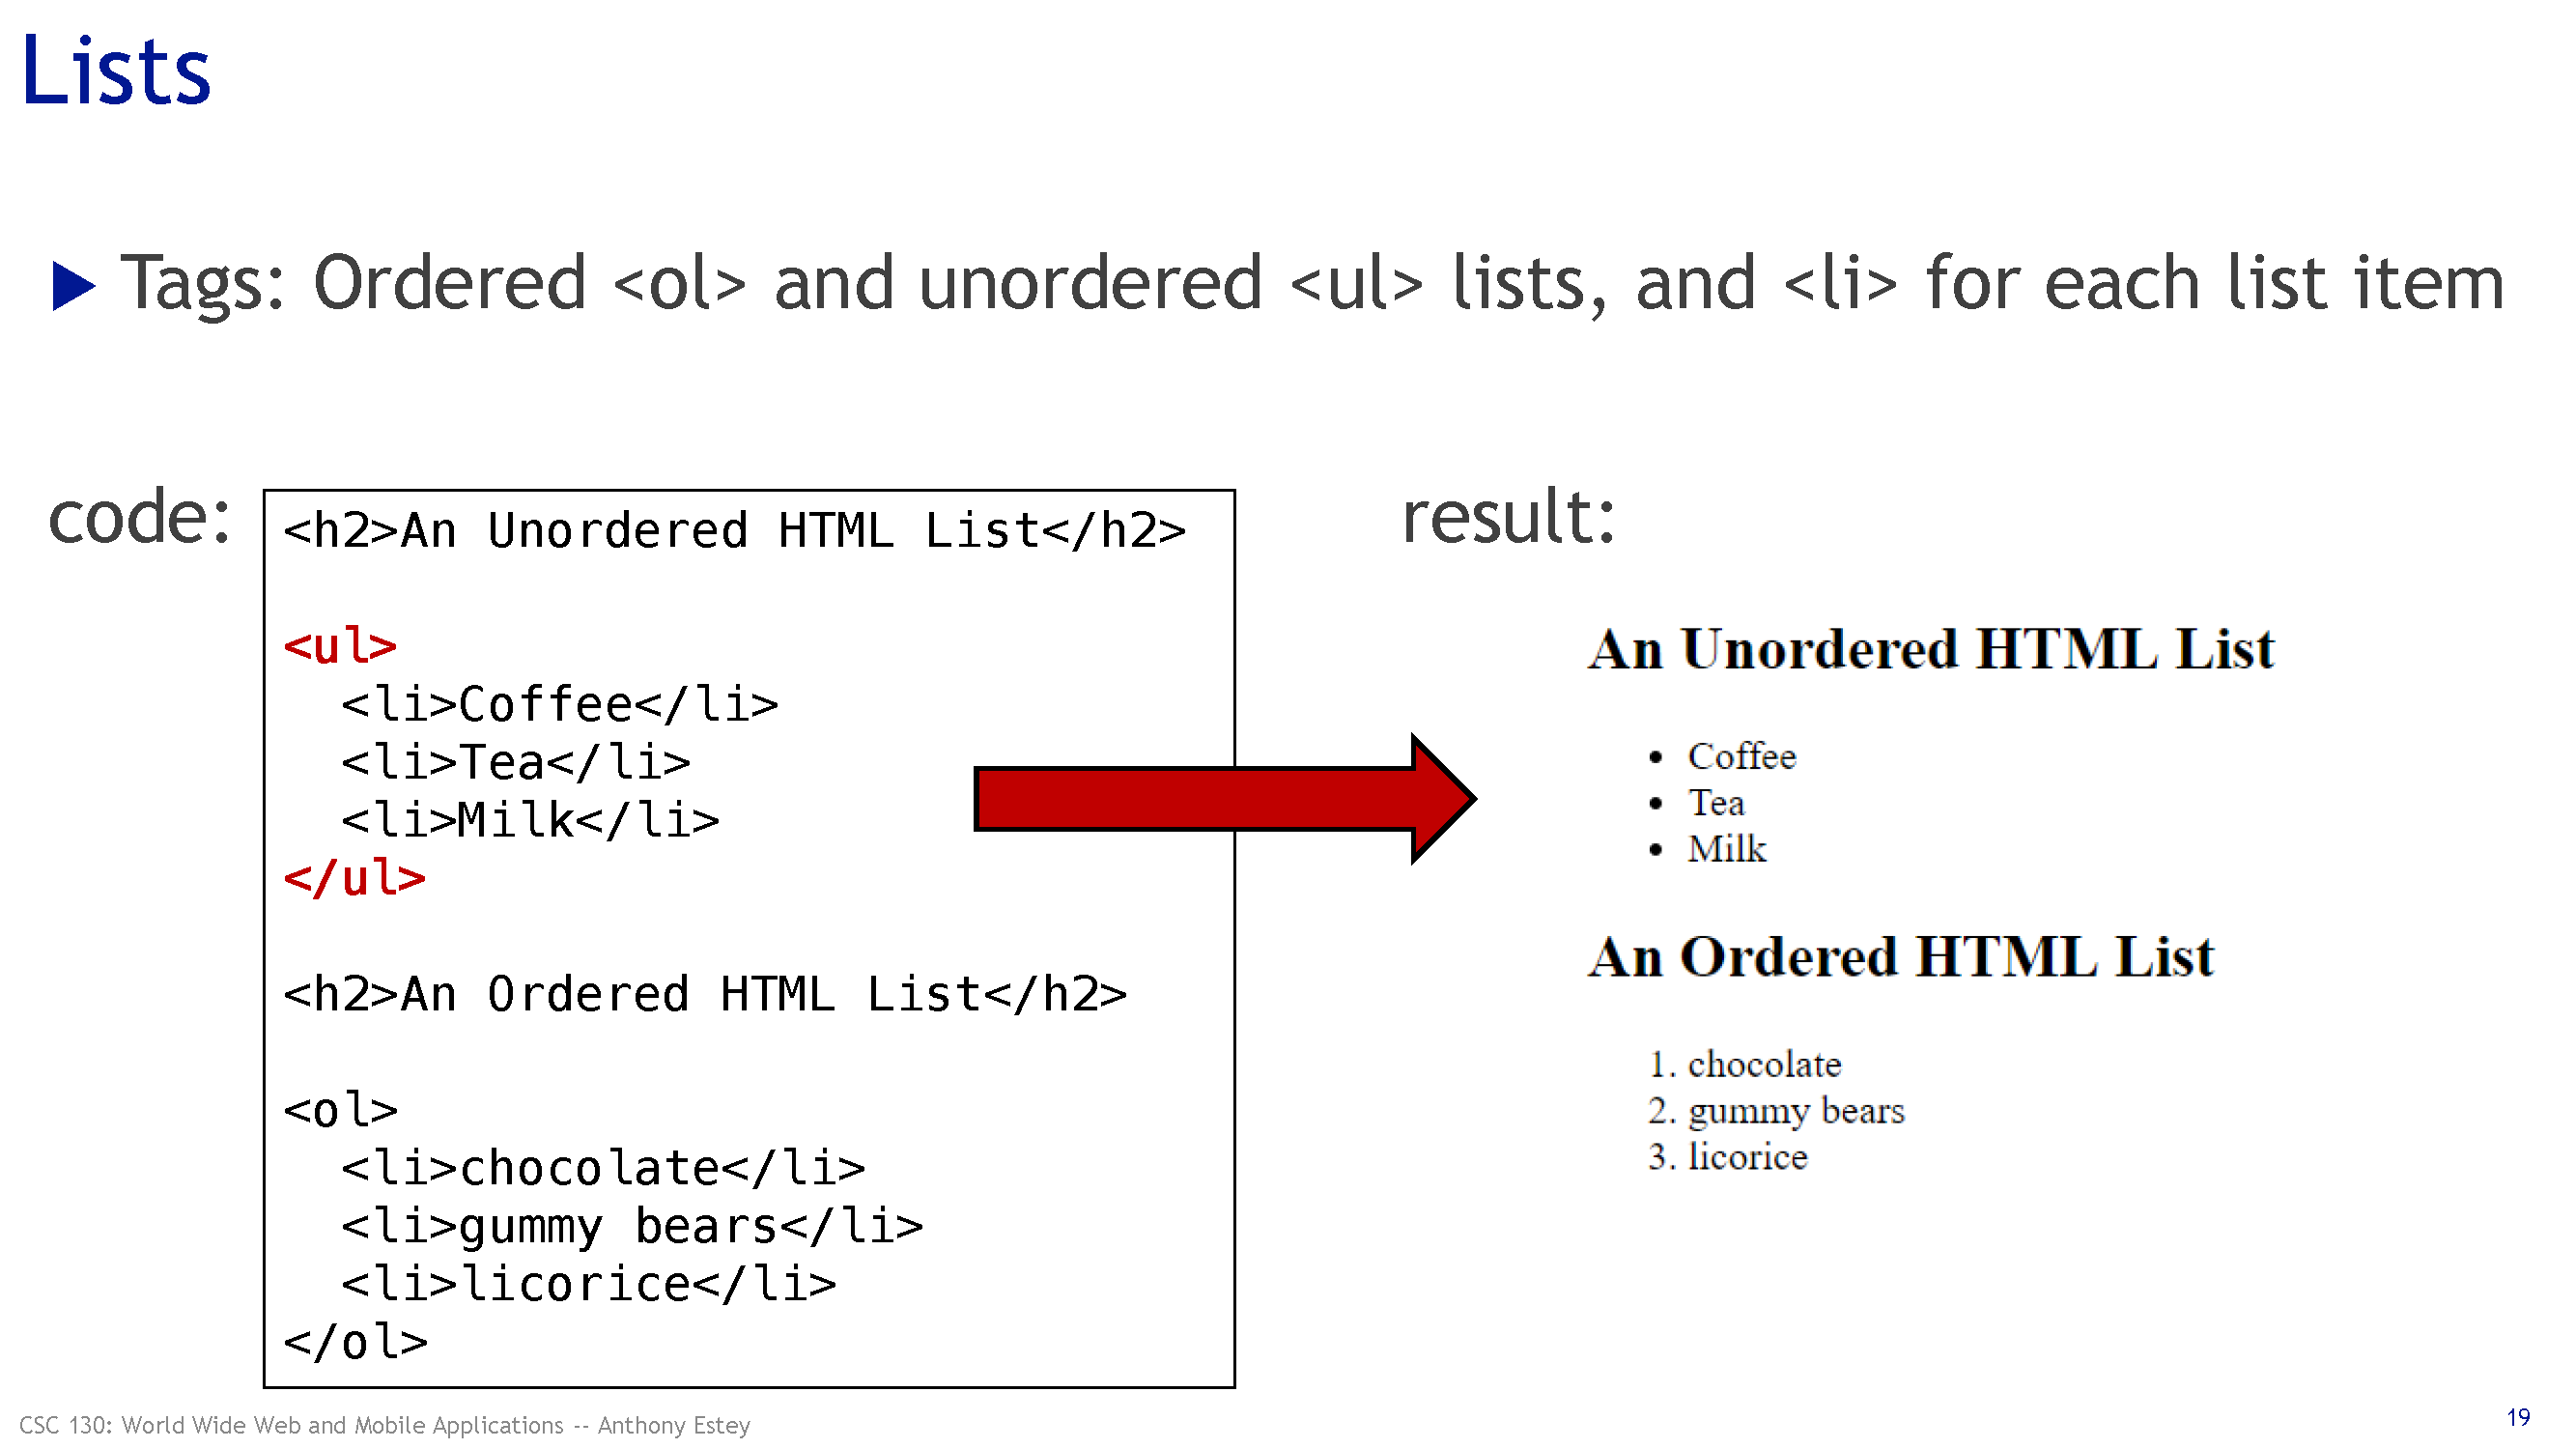 Lists
Tags: Ordered <ol> and unordered <ul> lists, and <li> for each list item
code:
<h2>An Unordered HTML List</h2>
<ul>
<li>Coffee</li>
<li>Tea</li>
<li>Milk</li>
</ul>
<h2>An Ordered HTML List</h2>
<ol>
<li>chocolate</li>
<li>gummy bears</li>
<li>licorice</li>
</ol>
result:
An Unordered HTML List
• Coffee
• Tea
• Milk
An Ordered HTML List
1. chocolate
2. gummy bears
3. licorice
CSC 130: World Wide Web and Mobile Applications -- Anthony Estey
19